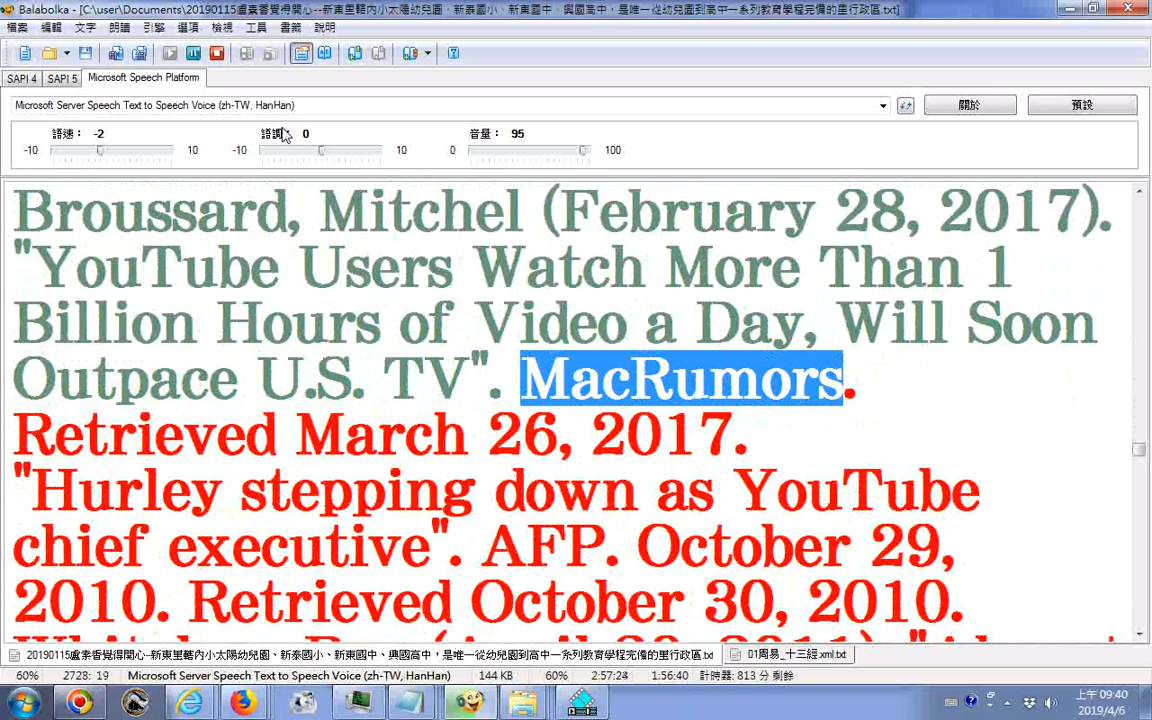 Balabolka - [C:\user\Documents\20190115盧素香覺得開心--新東里轄內小太陽幼兒園、新泰國小、新東國中、興國高中，是唯一從幼兒園到高中一系列教育學程完備的里行政區.txt]
檔案 編輯 文字 朗讀 引擎 選項 檢視 工具 書籤 說明
SAPI 4 SAPI 5 Microsoft Speech Platform
Microsoft Server Speech Text to Speech Voice (zh-TW, HanHan) 關於 預設
語速： -2 語調： 0 音量： 95
-10 10 -10 10 0 100
Broussard, Mitchel (February 28, 2017).
"YouTube Users Watch More Than 1
Billion Hours of Video a Day, Will Soon
Outpace U.S. TV". MacRumors.
Retrieved March 26, 2017.
"Hurley stepping down as YouTube
chief executive". AFP. October 29,
2010. Retrieved October 30, 2010.
20190115盧素香覺得開心--新東里轄內小太陽幼兒園、新泰國小、新東國中、興國高中，是唯一從幼兒園到高中一系列教育學程完備的里行政區.txt 01周易_十三經.xml.txt
60% 2728: 19 Microsoft Server Speech Text to Speech Voice (zh-TW, HanHan) 144 KB 60% 2:57:24 1:56:40 計時器: 813 分 剩餘
上午 09:40
2019/4/6